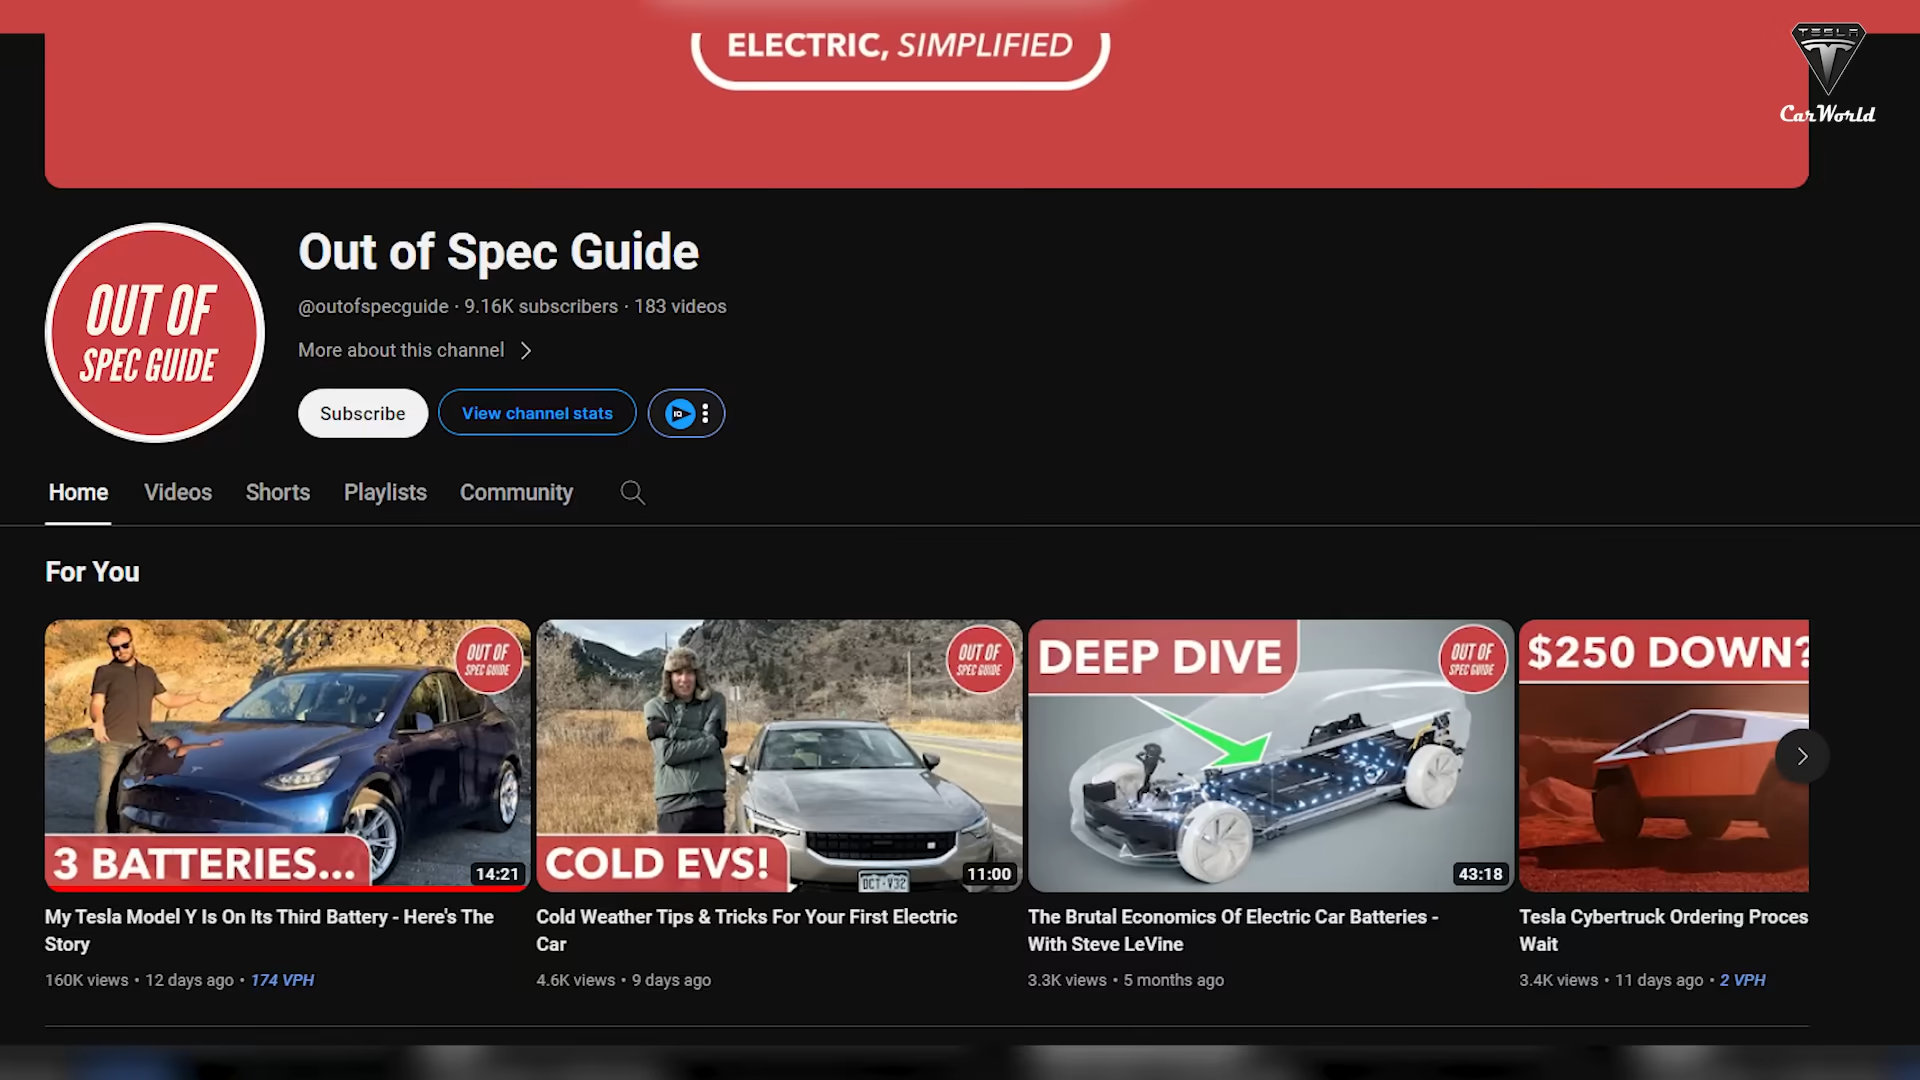 ELECTRIC, SIMPLIFIED
TESLA
CarWorld
OUT OF
SPEC GUIDE
Out of Spec Guide
@outofspecguide · 9.16K subscribers · 183 videos
More about this channel
Subscribe
View channel stats
IQ
Home
Videos
Shorts
Playlists
Community
For You
OUT OF
SPEC GUIDE
3 BATTERIES...
14:21
My Tesla Model Y Is On Its Third Battery - Here's The
Story
160K views • 12 days ago • 174 VPH
OUT OF
SPEC GUIDE
COLD EVS!
DCT-V32
11:00
Cold Weather Tips & Tricks For Your First Electric
Car
4.6K views • 9 days ago
DEEP DIVE
OUT OF
SPEC GUIDE
43:18
The Brutal Economics Of Electric Car Batteries -
With Steve LeVine
3.3K views • 5 months ago
$250 DOWN?
Tesla Cybertruck Ordering Proces
Wait
3.4K views • 11 days ago • 2 VPH